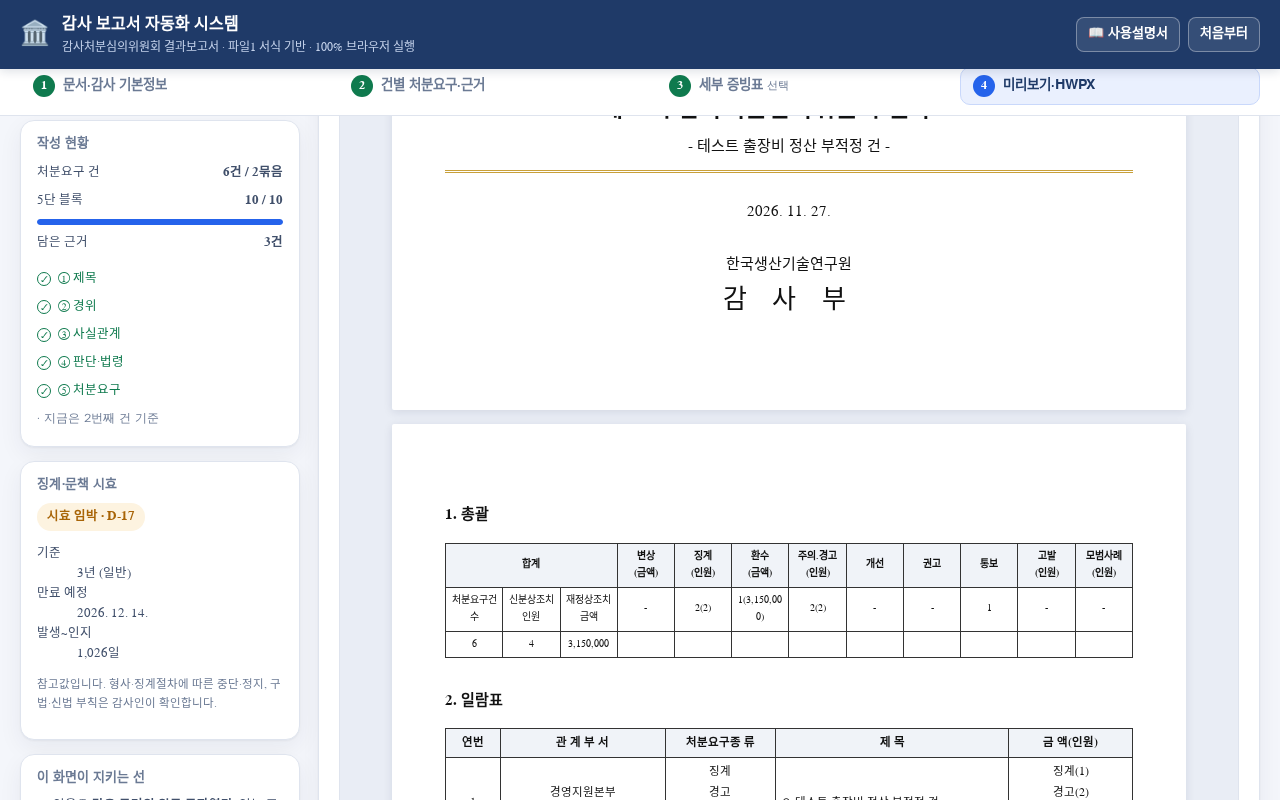 감사 보고서 자동화 시스템
감사처분심의위원회 결과보고서 · 파일1 서식 기반 · 100% 브라우저 실행
📖 사용설명서
처음부터
1 문서·감사 기본정보
2 건별 처분요구·근거
3 세부 증빙표 선택
4 미리보기·HWPX
작성 현황
처분요구 건 6건 / 2묶음
5단 블록 10 / 10
담은 근거 3건
✓ ① 제목
✓ ② 경위
✓ ③ 사실관계
✓ ④ 판단·법령
✓ ⑤ 처분요구
· 지금은 2번째 건 기준
징계·문책 시효
시효 임박 · D-17
기준
3년 (일반)
만료 예정
2026. 12. 14.
발생~인지
1,026일
참고값입니다. 형사·징계절차에 따른 중단·정지, 구
법·신법 부칙은 감사인이 확인합니다.
이 화면이 지키는 선
- 테스트 출장비 정산 부적정 건 -
2026. 11. 27.
한국생산기술연구원
감 사 부
1. 총괄
합계 변상 징계 환수 주의·경고 개선 권고 통보 고발 모범사례
(금액) (인원) (금액) (인원) (인원) (인원)
처분요구건 신분상조치 재정상조치 - 2(2) 1(3,150,00 2(2) - - 1 - -
수 인원 금액 0)
6 4 3,150,000
2. 일람표
연번 관 계 부 서 처분요구종 류 제 목 금 액(인원)
징계 징계(1)
경영지원본부 경고 경고(2)